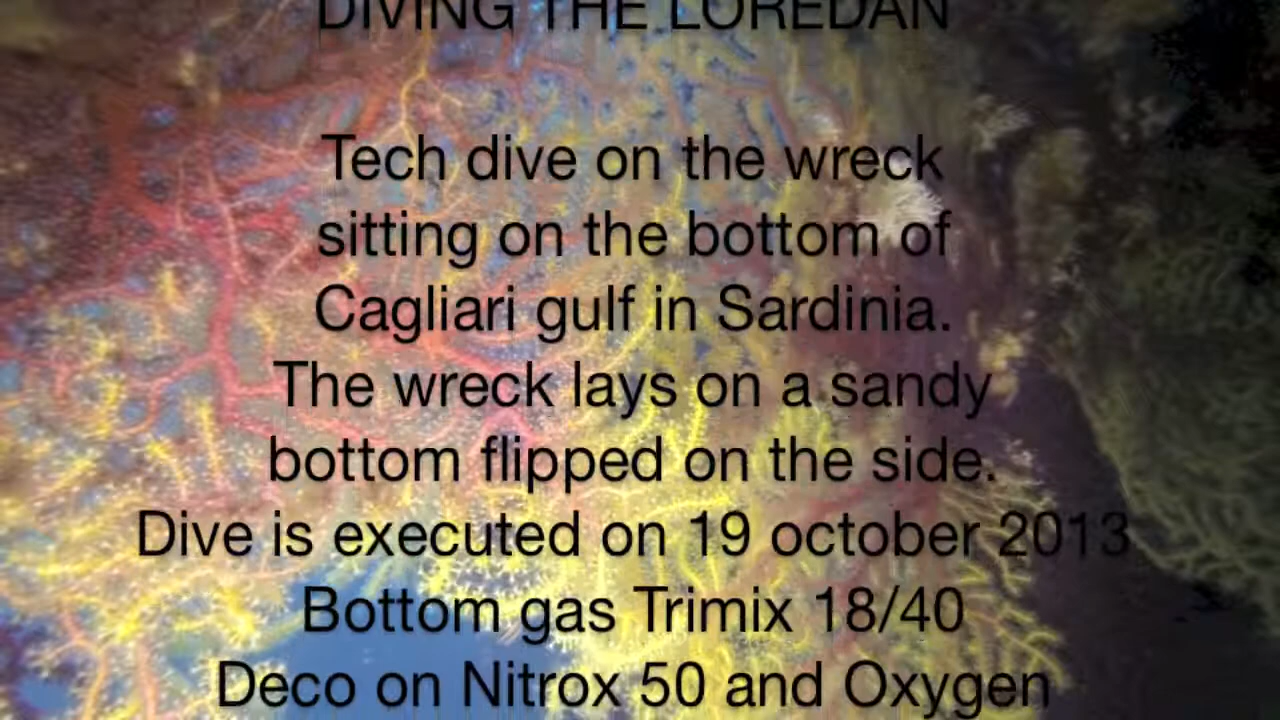 DIVING THE LOREDAN
Tech dive on the wreck
sitting on the bottom of
Cagliari gulf in Sardinia.
The wreck lays on a sandy
bottom flipped on the side.
Dive is executed on 19 october 2013
Bottom gas Trimix 18/40
Deco on Nitrox 50 and Oxygen